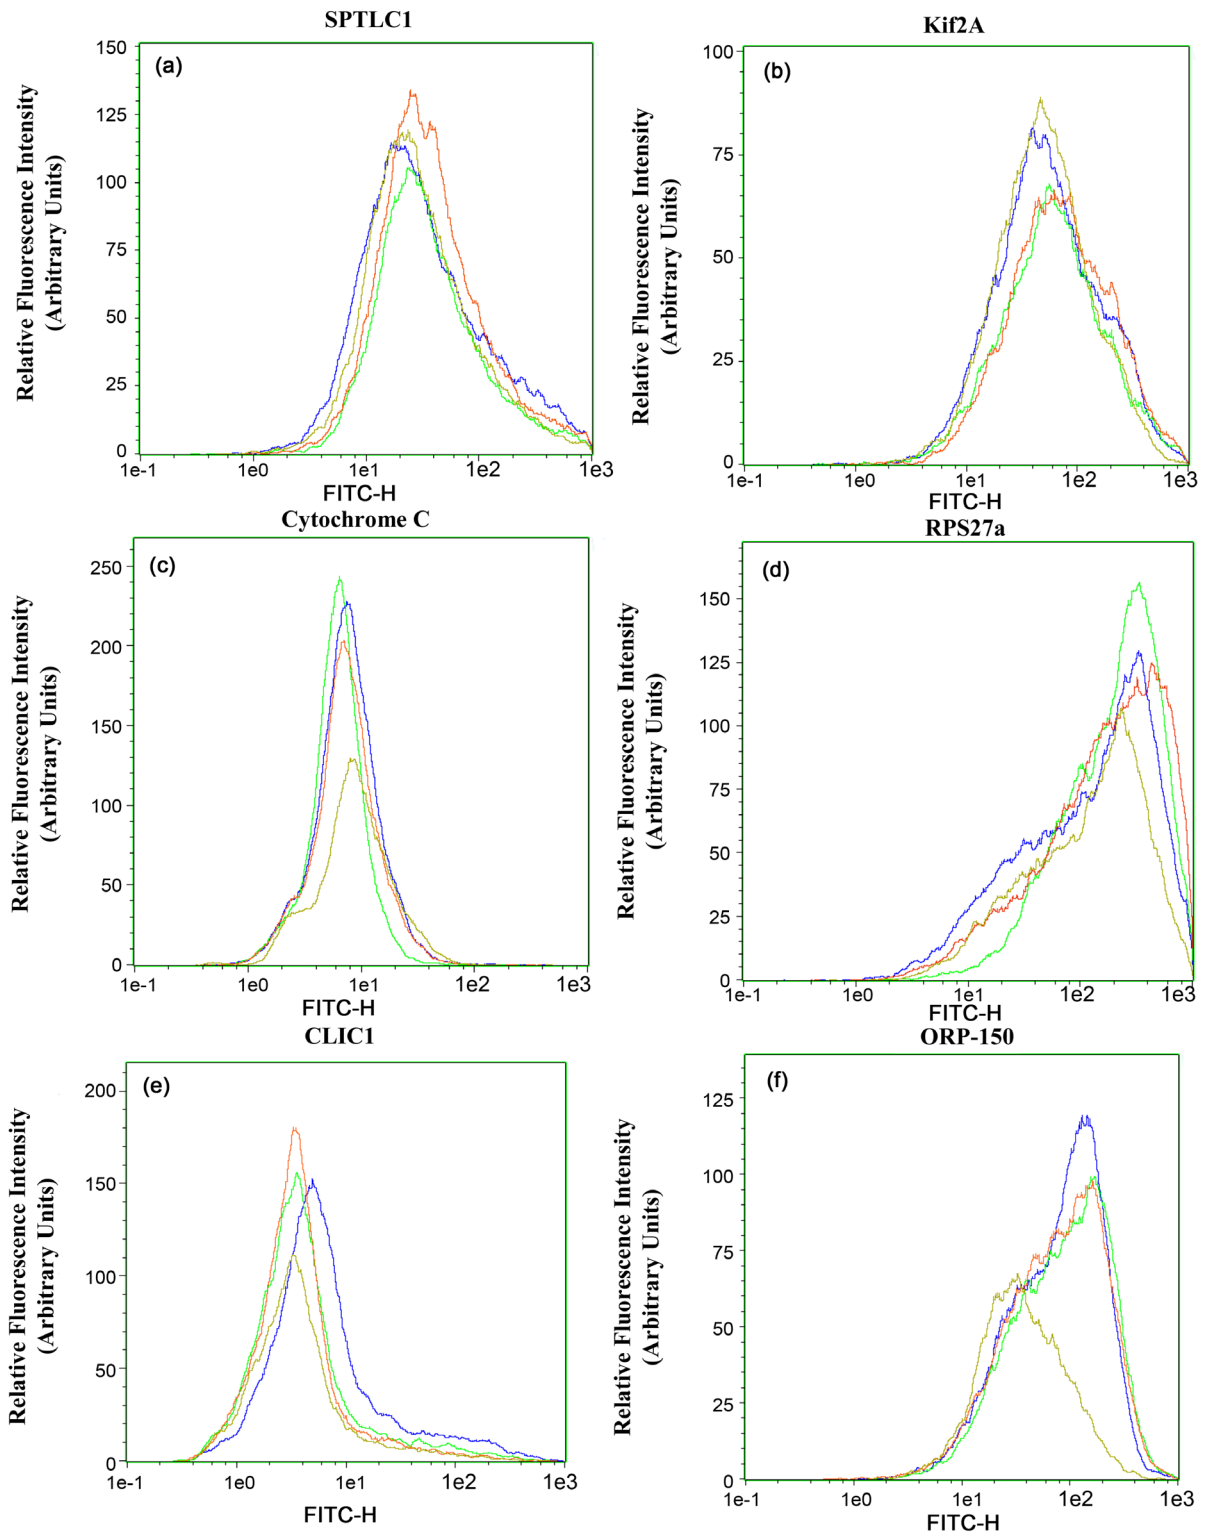 SPTLC1
(a)
Relative Fluorescence Intensity
(Arbitrary Units)
150
125
100
75
50
25
0
1e-1 1e0 1e1 1e2 1e3
FITC-H
Kif2A
(b)
Relative Fluorescence Intensity
(Arbitrary Units)
100
75
50
25
0
1e-1 1e0 1e1 1e2 1e3
FITC-H
Cytochrome C
(c)
Relative Fluorescence Intensity
(Arbitrary Units)
250
200
150
100
50
0
1e-1 1e0 1e1 1e2 1e3
FITC-H
RPS27a
(d)
Relative Fluorescence Intensity
(Arbitrary Units)
150
125
100
75
50
25
0
1e-1 1e0 1e1 1e2 1e3
FITC-H
CLIC1
(e)
Relative Fluorescence Intensity
(Arbitrary Units)
200
150
100
50
0
1e-1 1e0 1e1 1e2 1e3
FITC-H
ORP-150
(f)
Relative Fluorescence Intensity
(Arbitrary Units)
125
100
75
50
25
0
1e-1 1e0 1e1 1e2 1e3
FITC-H